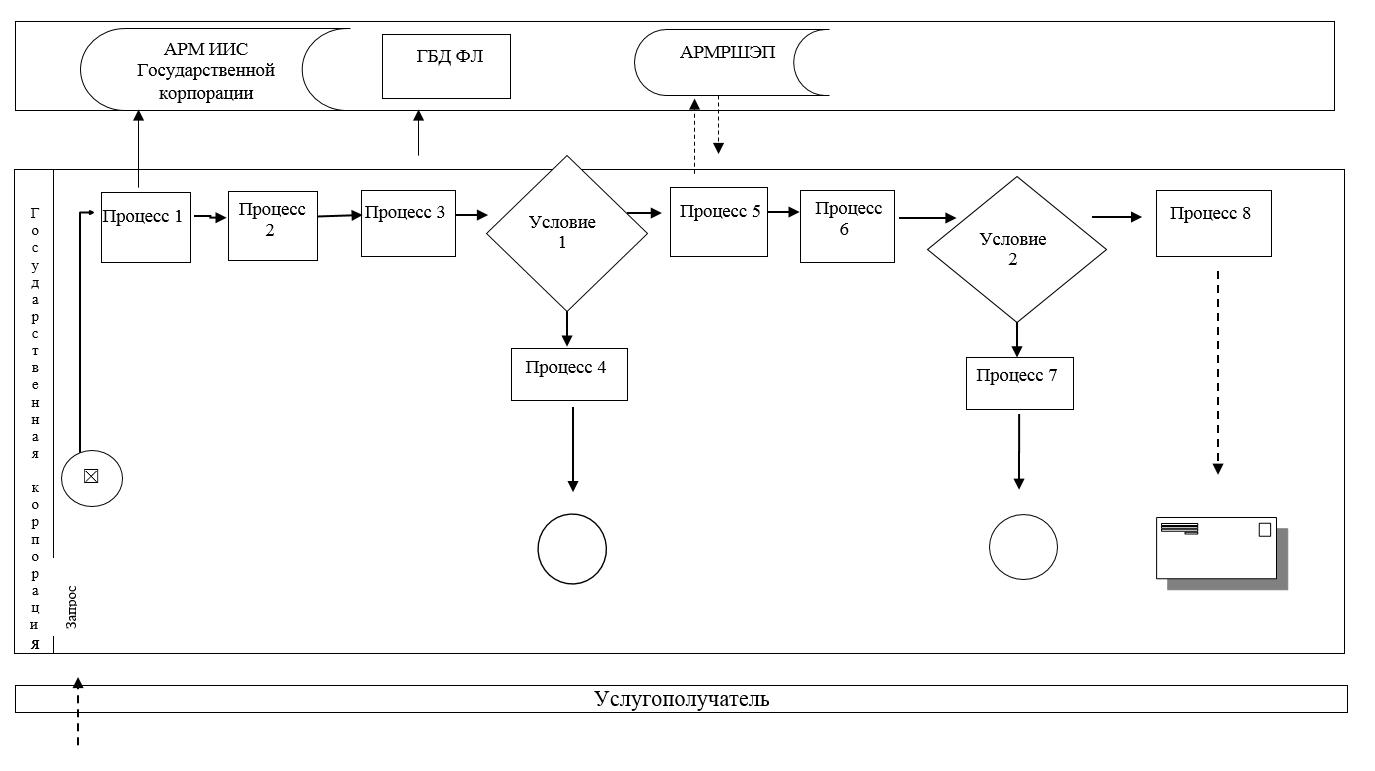 АРМ ИИС
Государственной
корпорации
ГБД ФЛ
АРМРШЭП
Государственная корпорация
Процесс 1
Процесс
2
Процесс 3
Условие
1
Процесс 5
Процесс
6
Условие
2
Процесс 8
Процесс 4
Процесс 7
Запрос
Услугополучатель